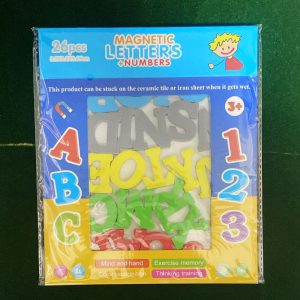 26pcs
MAGNETIC
LETTERS
+NUMBERS
This product can be stuck on the ceramic tile or iron sheet when it gets wet.
3+
A
B
C
1
2
3
Mind and hand
Exercise memory
Thinking training